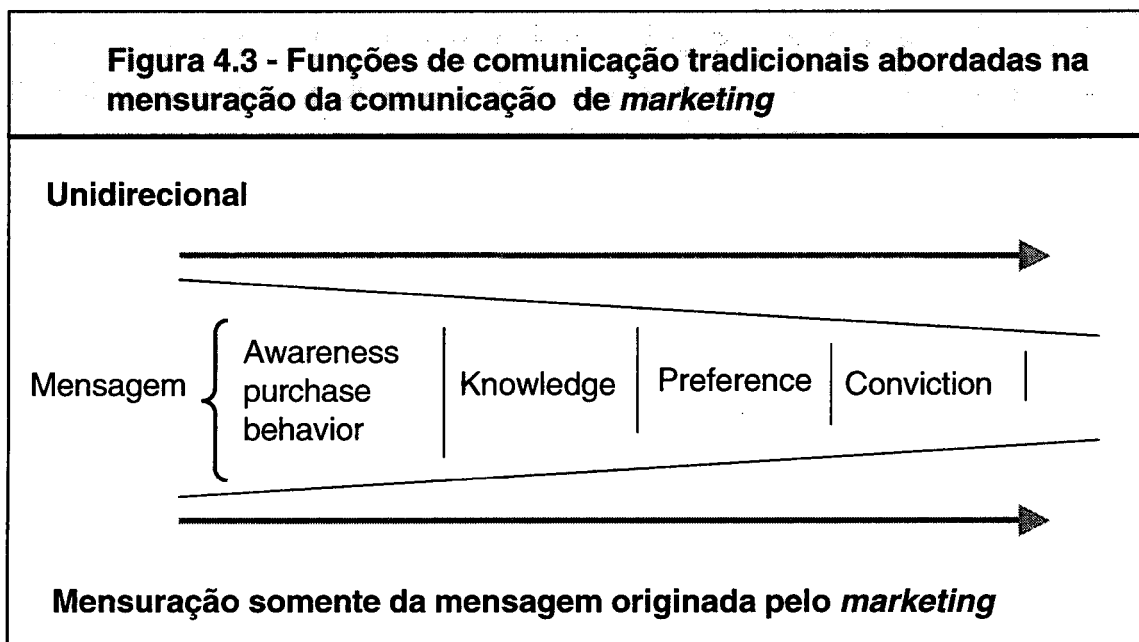 Figura 4.3 - Funções de comunicação tradicionais abordadas na
mensuração da comunicação de marketing
Unidirecional
Mensagem
Awareness
purchase
behavior
Knowledge
Preference
Conviction
Mensuração somente da mensagem originada pelo marketing